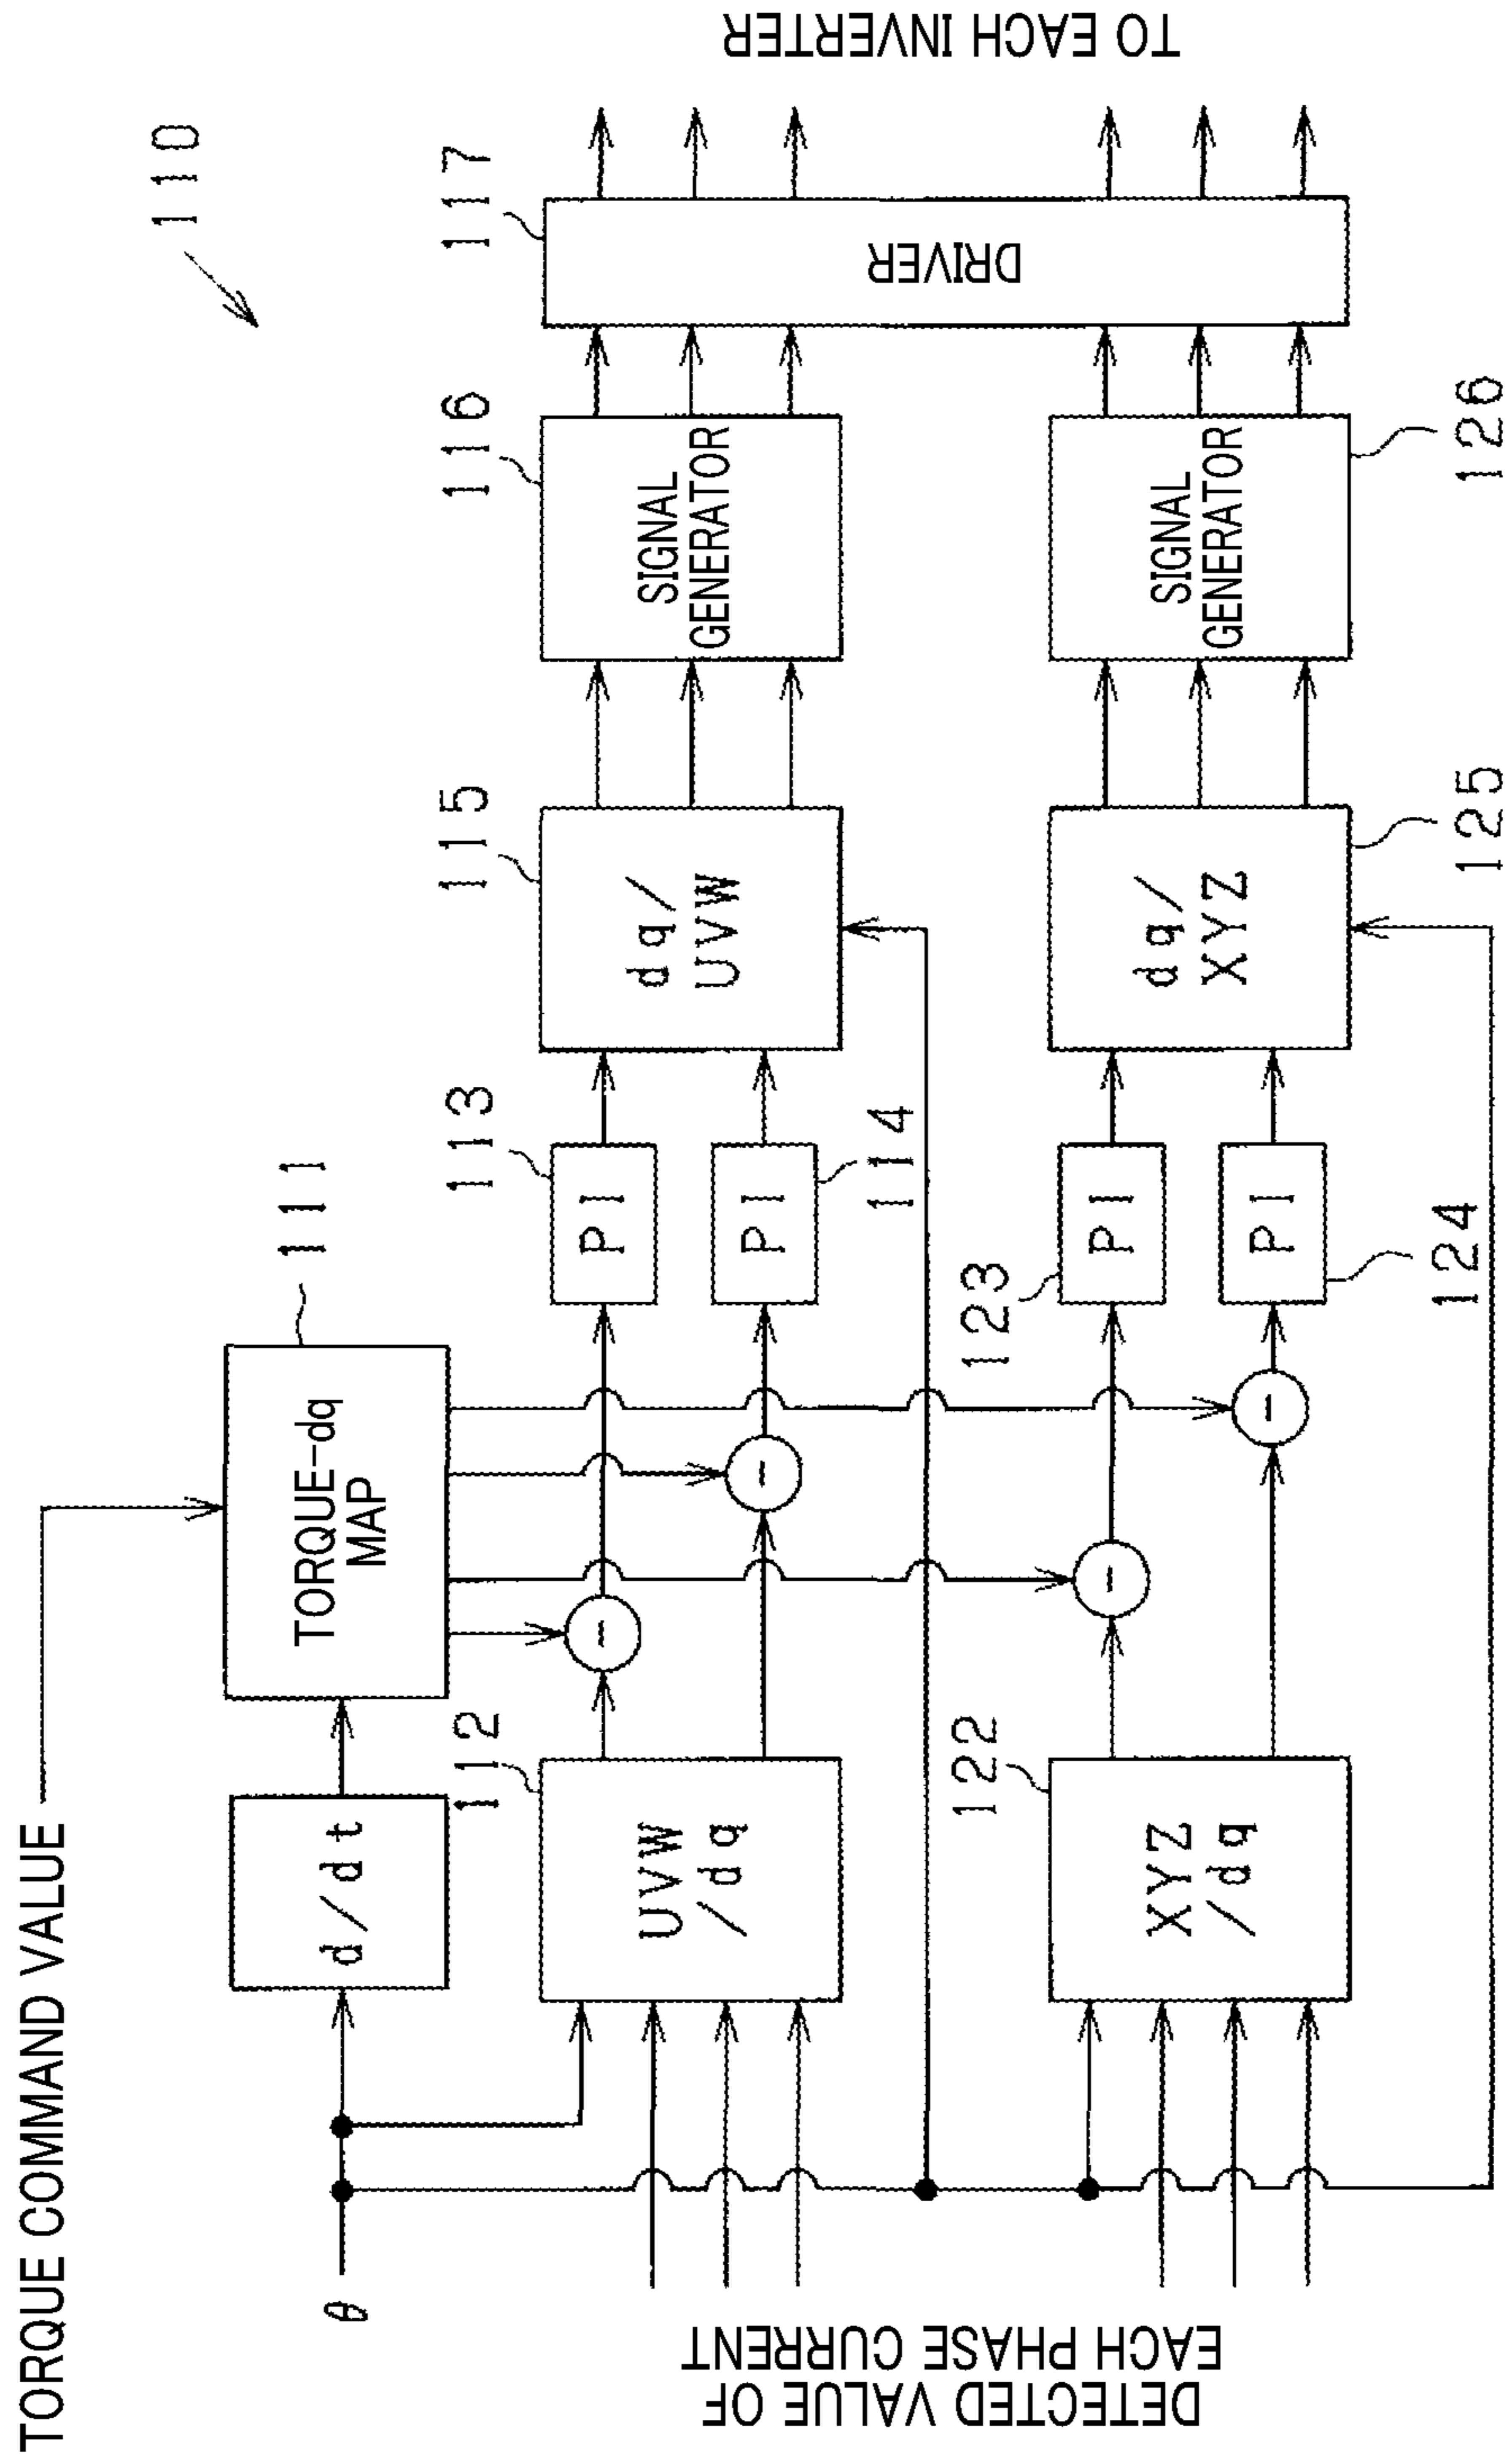 TORQUE COMMAND VALUE
110
111
TORQUE-dq
MAP
d/dt
θ
112
UVW
/dq
113
PI
114
PI
115
dq/
UVW
116
SIGNAL
GENERATOR
117
DRIVER
TO EACH INVERTER
DETECTED VALUE OF
EACH PHASE CURRENT
122
XYZ
/dq
123
PI
124
PI
125
dq/
XYZ
126
SIGNAL
GENERATOR